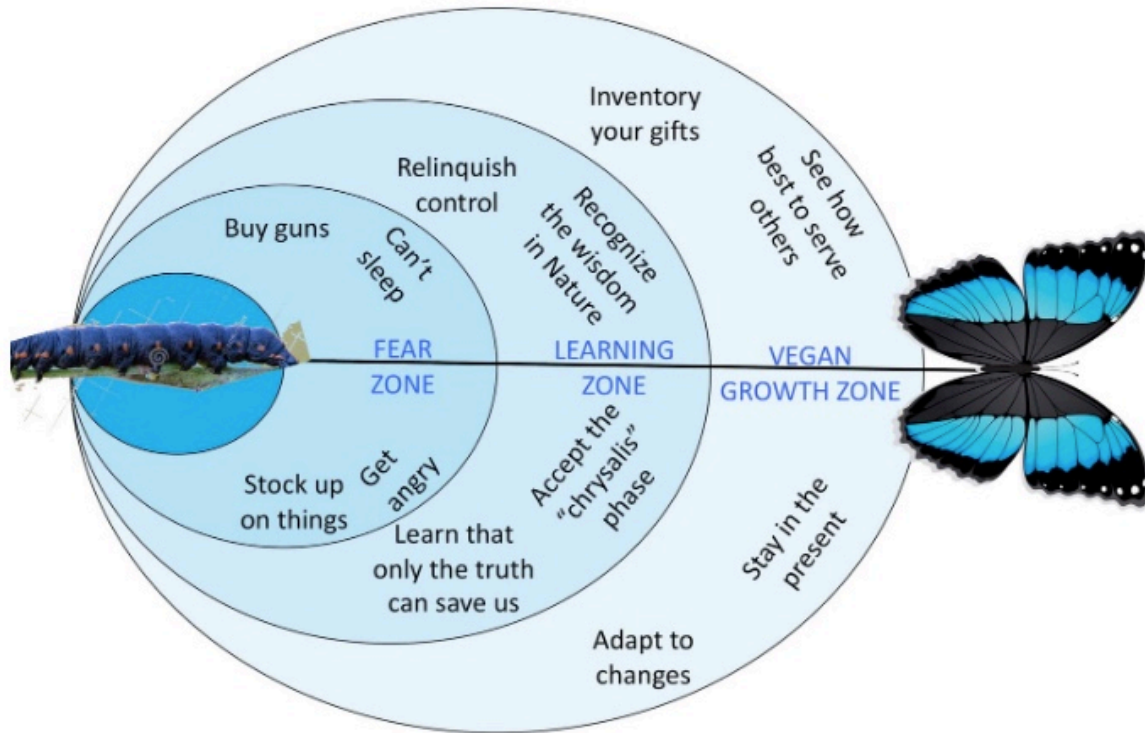 Inventory
your gifts
See how
best to serve
others
Relinquish
control
Recognize
the wisdom
in Nature
Buy guns
Can't
sleep
FEAR
ZONE
LEARNING
ZONE
VEGAN
GROWTH ZONE
Stock up
on things
Get
angry
Accept the
“chrysalis”
phase
Learn that
only the truth
can save us
Stay in the
present
Adapt to
changes